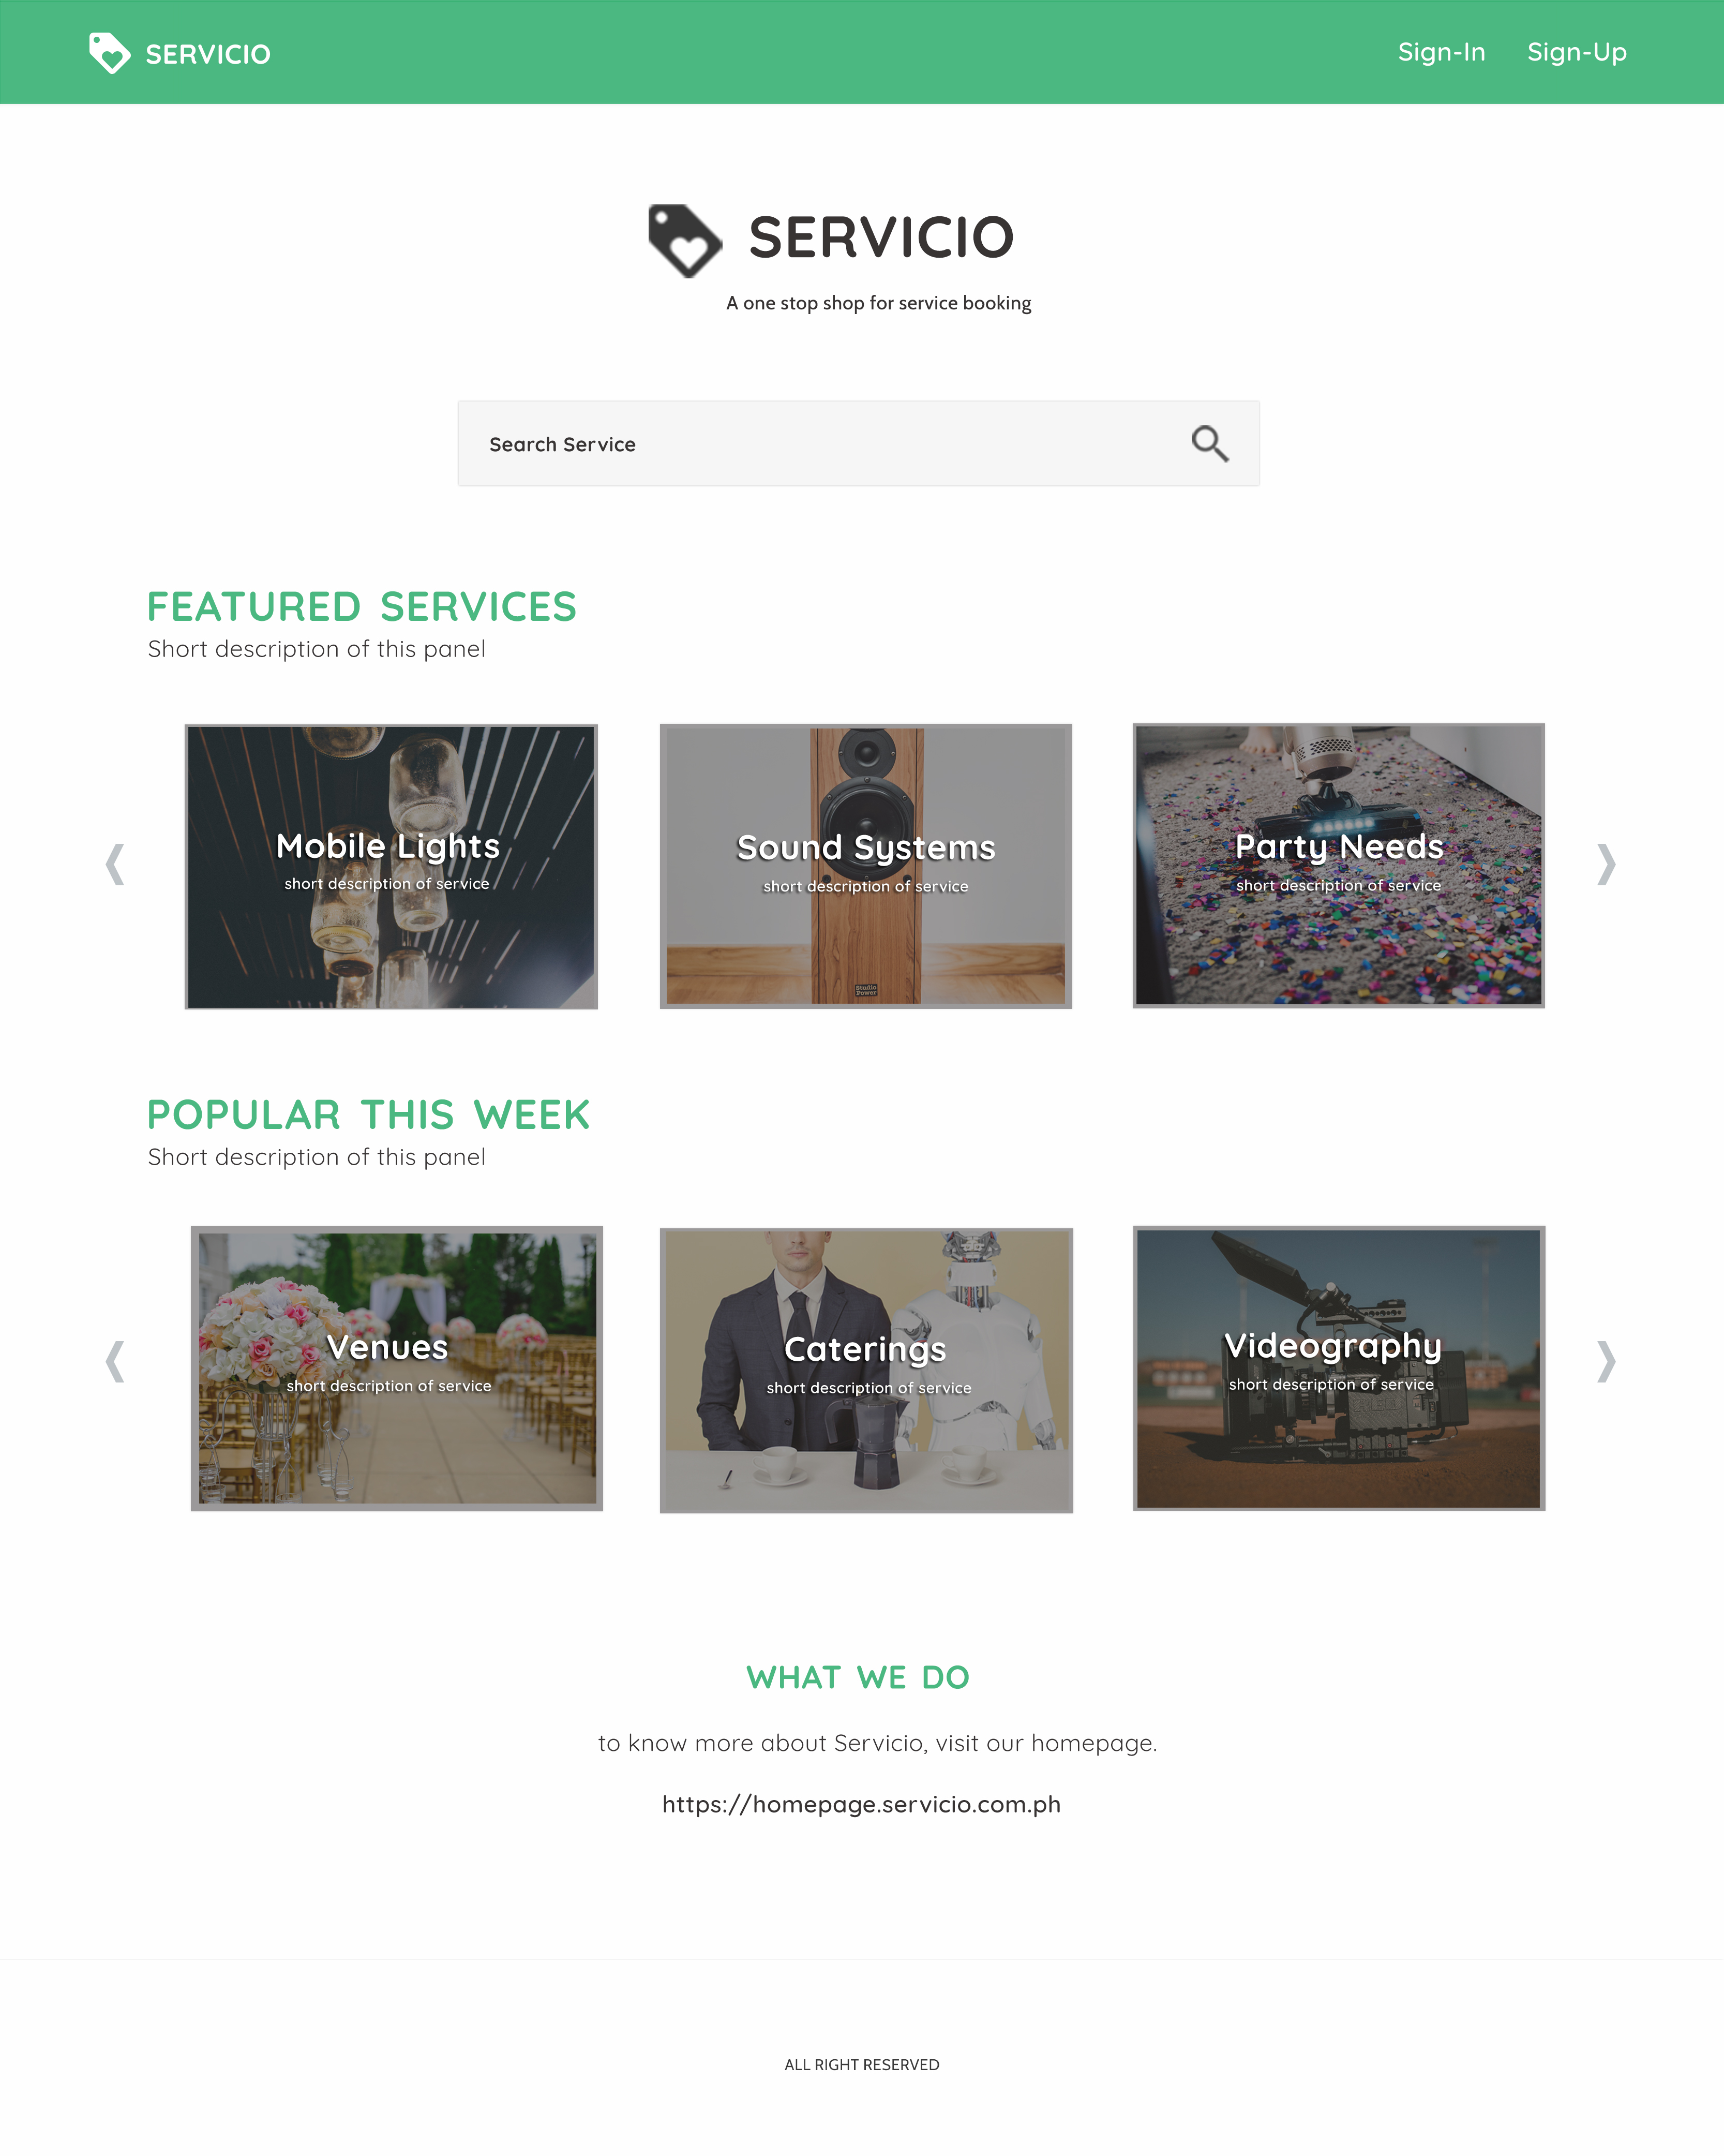 SERVICIO
Sign-In
Sign-Up
SERVICIO
A one stop shop for service booking
Search Service
FEATURED SERVICES
Short description of this panel
Mobile Lights
short description of service
Sound Systems
short description of service
Studio
Power
Party Needs
short description of service
POPULAR THIS WEEK
Short description of this panel
Venues
short description of service
Caterings
short description of service
Videography
short description of service
WHAT WE DO
to know more about Servicio, visit our homepage.
https://homepage.servicio.com.ph
ALL RIGHT RESERVED